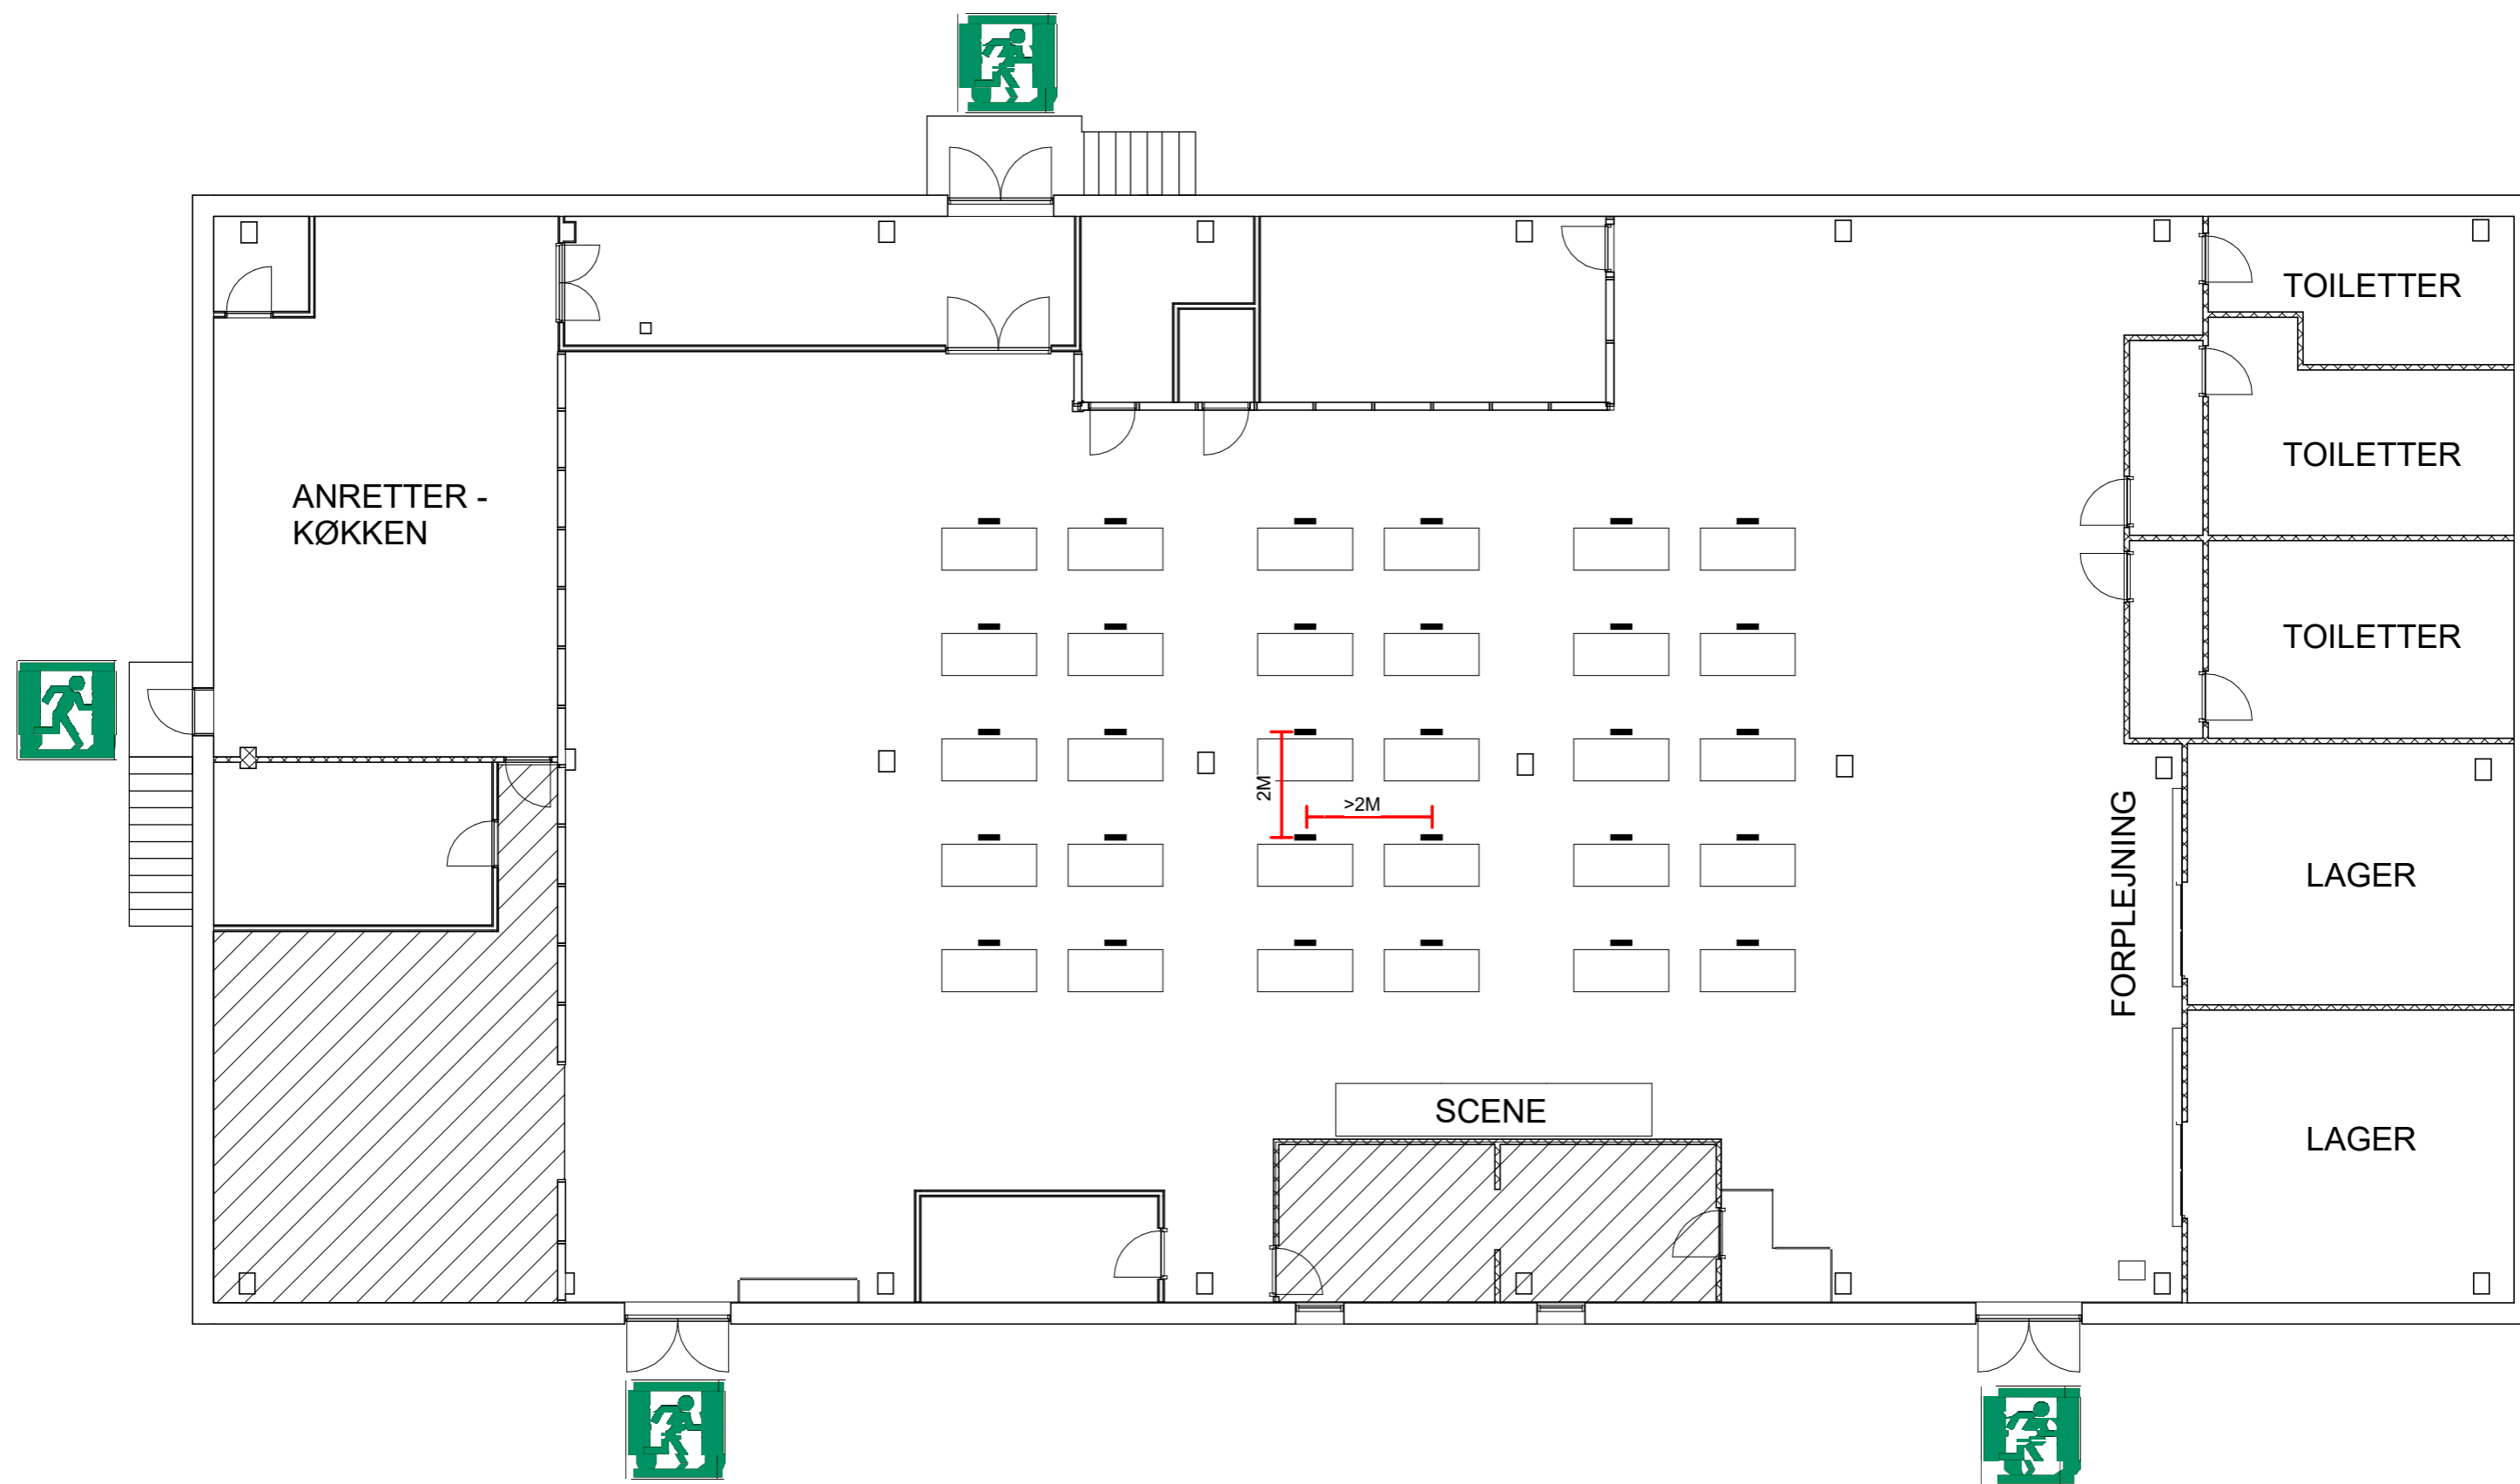 TOILETTER
TOILETTER
ANRETTER -
KØKKEN
TOILETTER
2M
>2M
FORPLEJNING
LAGER
SCENE
LAGER